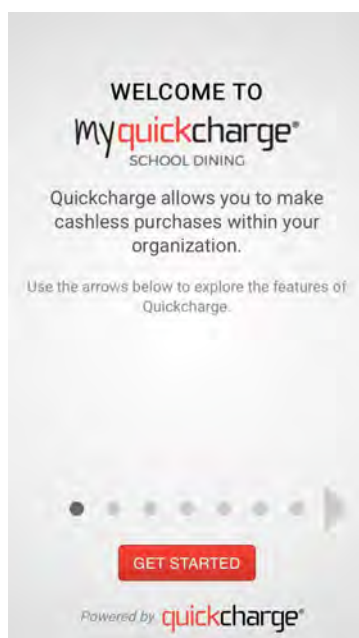 WELCOME TO
myquickcharge®
SCHOOL DINING
Quickcharge allows you to make
cashless purchases within your
organization.
Use the arrows below to explore the features of
Quickcharge.
GET STARTED
Powered by quickcharge®